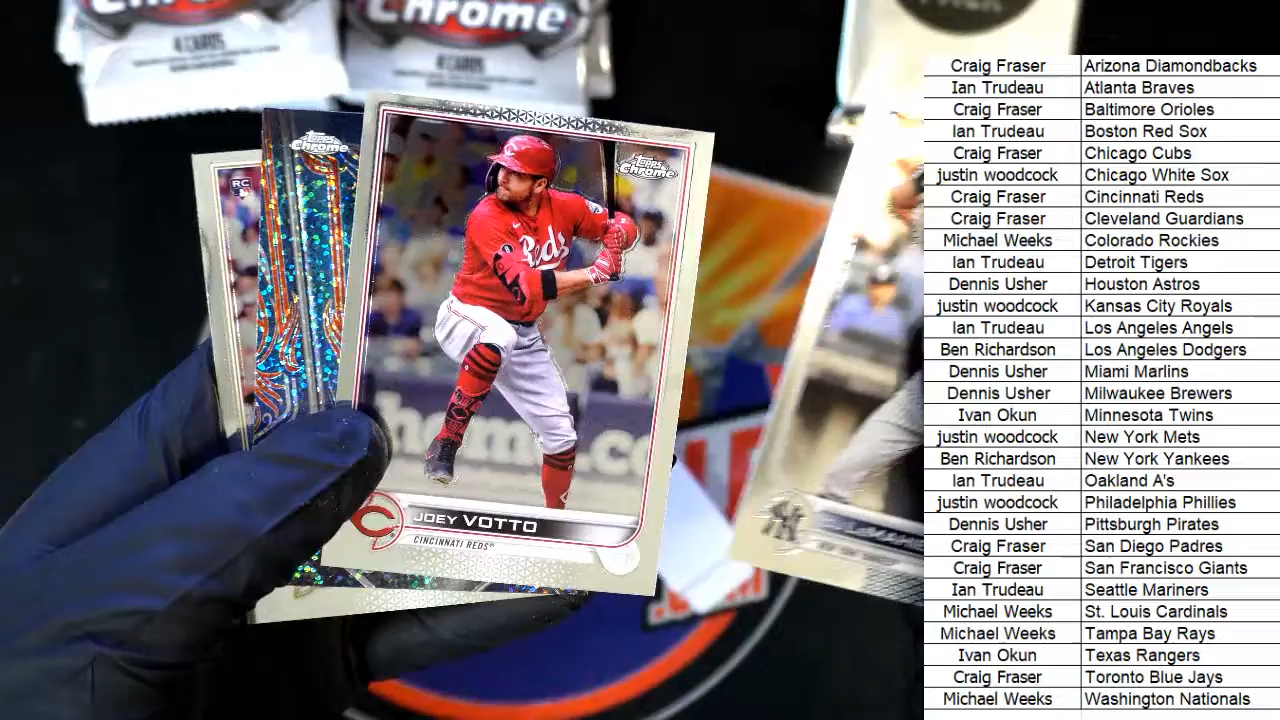 Chrome
4 CARDS
Chrome
4 CARDS
Topps
Chrome
RC
Topps
Chrome
Reds
home.co
JOEY VOTTO
CINCINNATI REDS®
.COM
Craig Fraser Arizona Diamondbacks
Ian Trudeau Atlanta Braves
Craig Fraser Baltimore Orioles
Ian Trudeau Boston Red Sox
Craig Fraser Chicago Cubs
justin woodcock Chicago White Sox
Craig Fraser Cincinnati Reds
Craig Fraser Cleveland Guardians
Michael Weeks Colorado Rockies
Ian Trudeau Detroit Tigers
Dennis Usher Houston Astros
justin woodcock Kansas City Royals
Ian Trudeau Los Angeles Angels
Ben Richardson Los Angeles Dodgers
Dennis Usher Miami Marlins
Dennis Usher Milwaukee Brewers
Ivan Okun Minnesota Twins
justin woodcock New York Mets
Ben Richardson New York Yankees
Ian Trudeau Oakland A's
justin woodcock Philadelphia Phillies
Dennis Usher Pittsburgh Pirates
Craig Fraser San Diego Padres
Craig Fraser San Francisco Giants
Ian Trudeau Seattle Mariners
Michael Weeks St. Louis Cardinals
Michael Weeks Tampa Bay Rays
Ivan Okun Texas Rangers
Craig Fraser Toronto Blue Jays
Michael Weeks Washington Nationals